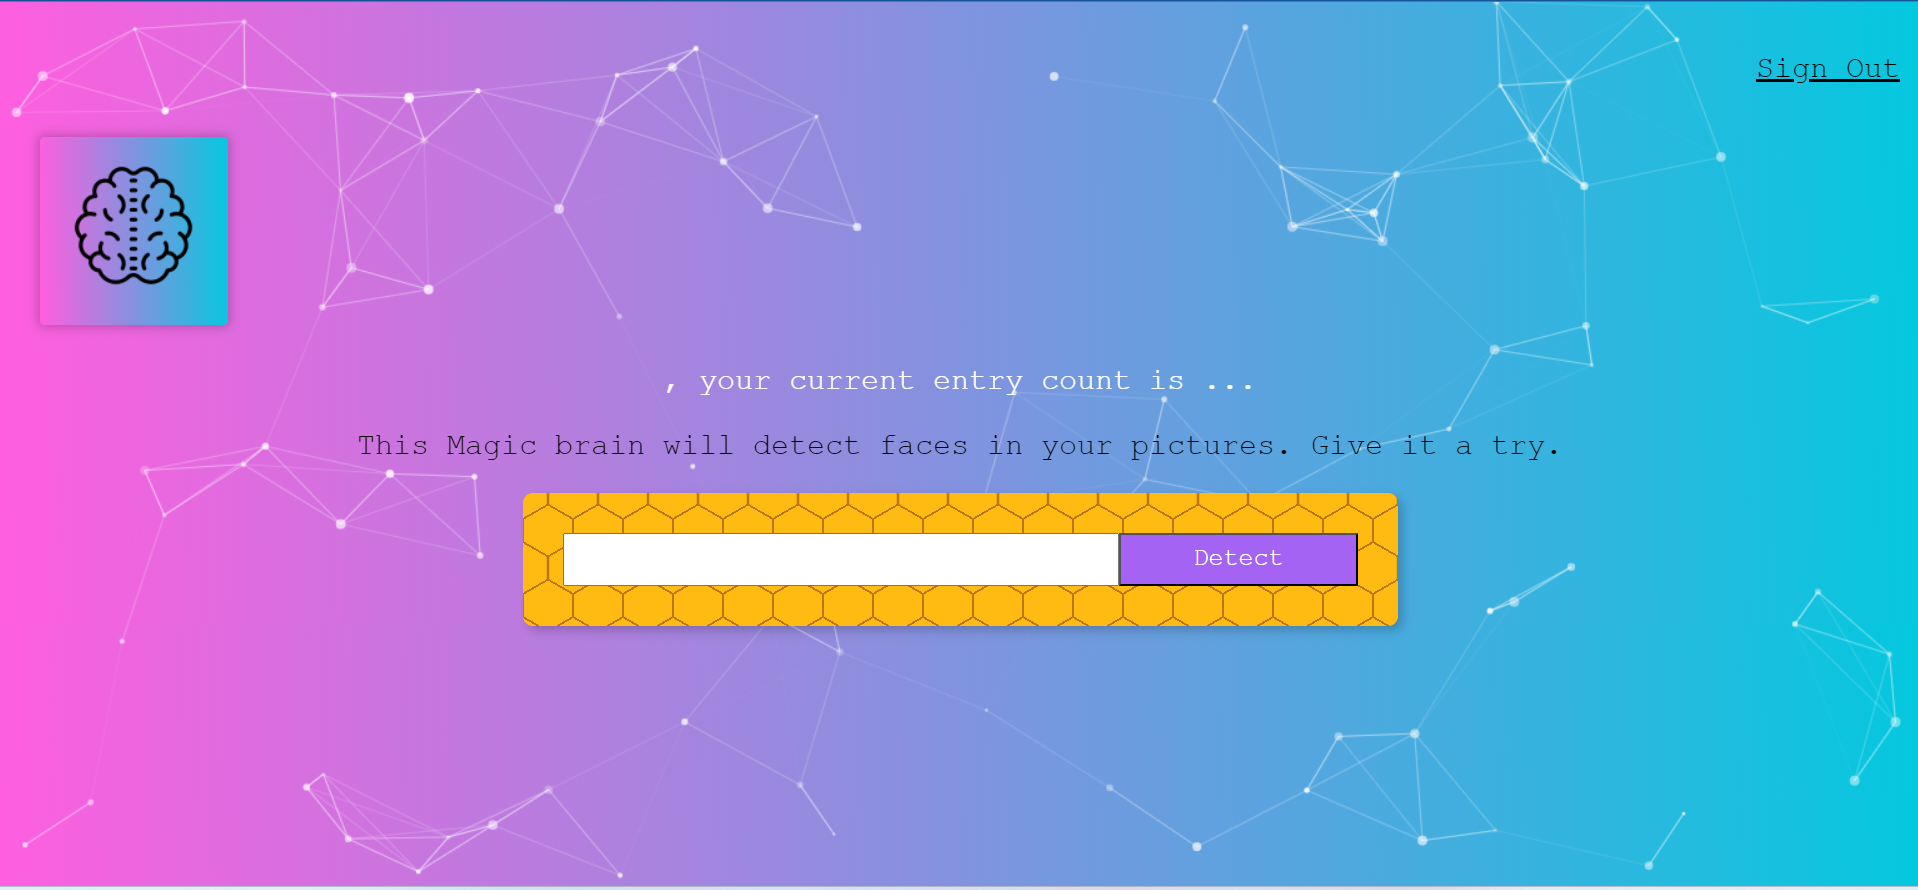 Sign Out
, your current entry count is ...
This Magic brain will detect faces in your pictures. Give it a try.
Detect